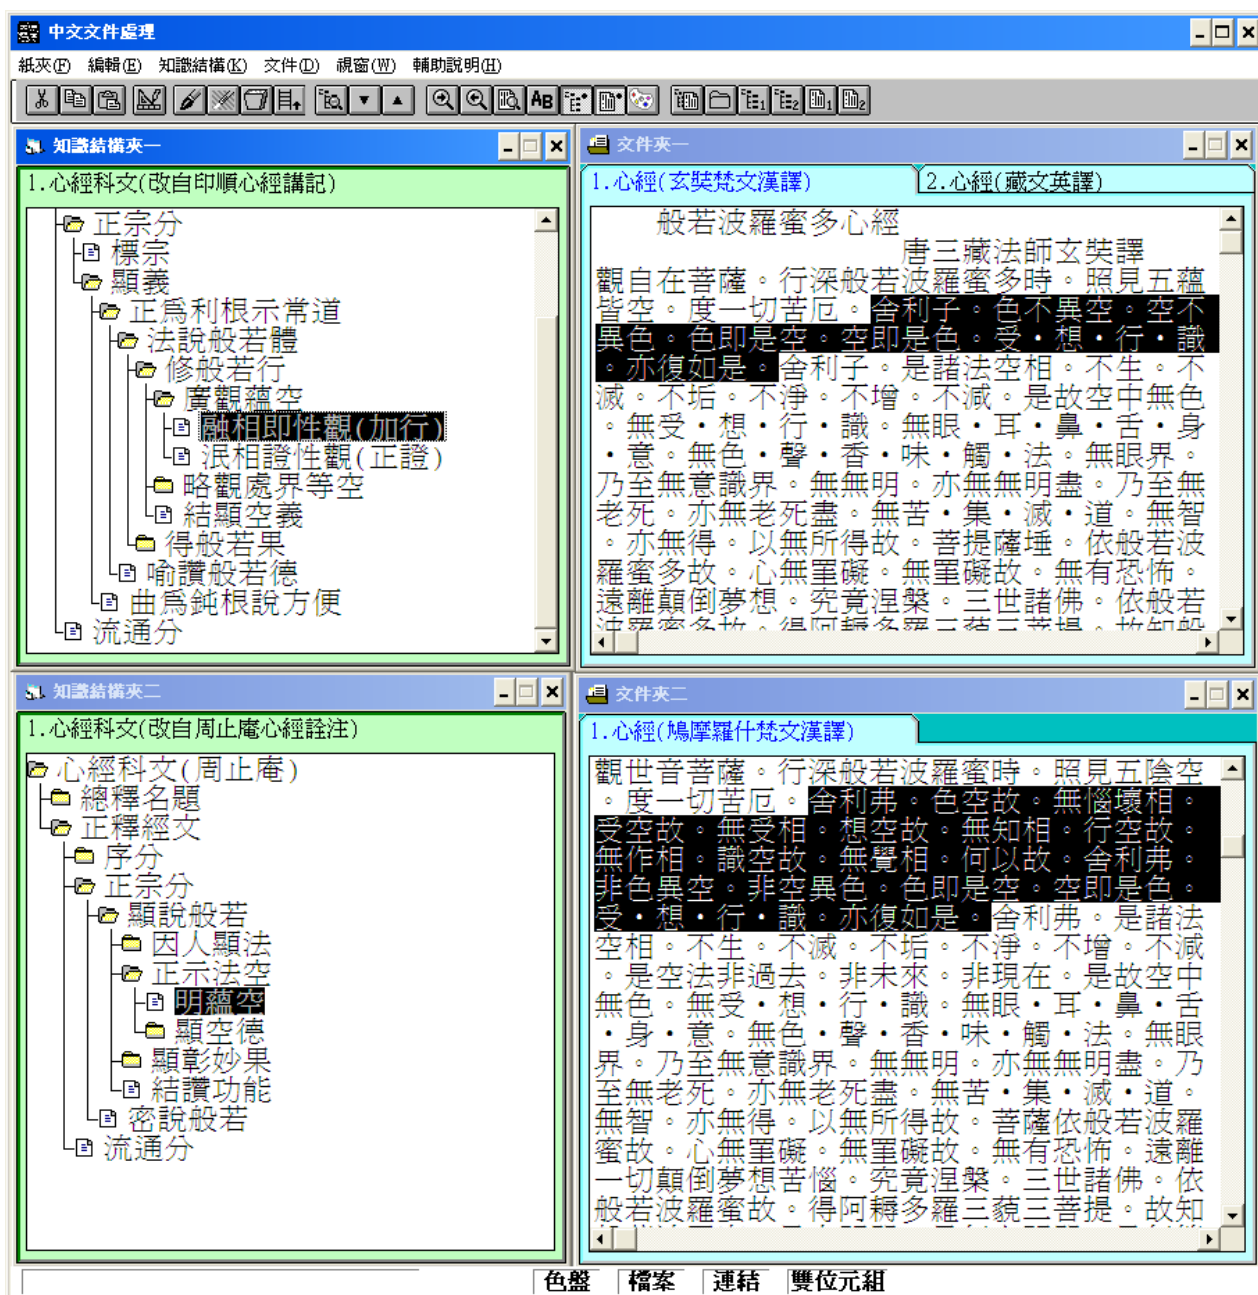 中文文件處理
紙夾(F) 編輯(E) 知識結構(K) 文件(D) 視窗(W) 輔助說明(H)
知識結構夾一
1.心經科文(改自印順心經講記)
正宗分
標宗
顯義
正為利根示常道
法說般若體
修般若行
廣觀蘊空
融相即性觀(加行)
泯相證性觀(正證)
略觀處界等空
結顯空義
得般若果
喻讚般若德
曲為鈍根說方便
流通分
文件夾一
1.心經(玄奘梵文漢譯) 2.心經(藏文英譯)
般若波羅蜜多心經
唐三藏法師玄奘譯
觀自在菩薩。行深般若波羅蜜多時。照見五蘊
皆空。度一切苦厄。舍利子。色不異空。空不
異色。色即是空。空即是色。受・想・行・識
。亦復如是。舍利子。是諸法空相。不生。不
滅。不垢。不淨。不增。不減。是故空中無色
。無受・想・行・識。無眼・耳・鼻・舌・身
・意。無色・聲・香・味・觸・法。無眼界。
乃至無意識界。無無明。亦無無明盡。乃至無
老死。亦無老死盡。無苦・集・滅・道。無智
。亦無得。以無所得故。菩提薩埵。依般若波
羅蜜多故。心無罣礙。無罣礙故。無有恐怖。
遠離顛倒夢想。究竟涅槃。三世諸佛。依般若
波羅蜜多故。得阿耨多羅三藐三菩提。故知般
知識結構夾二
1.心經科文(改自周止庵心經詮注)
心經科文(周止庵)
總釋名題
正釋經文
序分
正宗分
顯說般若
因人顯法
正示法空
明蘊空
顯空德
顯彰妙果
結讚功能
密說般若
流通分
文件夾二
1.心經(鳩摩羅什梵文漢譯)
觀世音菩薩。行深般若波羅蜜時。照見五陰空
。度一切苦厄。舍利弗。色空故。無惱壞相。
受空故。無受相。想空故。無知相。行空故。
無作相。識空故。無覺相。何以故。舍利弗。
非色異空。非空異色。色即是空。空即是色。
受・想・行・識。亦復如是。舍利弗。是諸法
空相。不生。不滅。不垢。不淨。不增。不減
。是空法非過去。非未來。非現在。是故空中
無色。無受・想・行・識。無眼・耳・鼻・舌
・身・意。無色・聲・香・味・觸・法。無眼
界。乃至無意識界。無無明。亦無無明盡。乃
至無老死。亦無老死盡。無苦・集・滅・道。
無智。亦無得。以無所得故。菩薩依般若波羅
蜜故。心無罣礙。無罣礙故。無有恐怖。遠離
一切顛倒夢想苦惱。究竟涅槃。三世諸佛。依
般若波羅蜜故。得阿耨多羅三藐三菩提。故知
色盤 檔案 連結 雙位元組